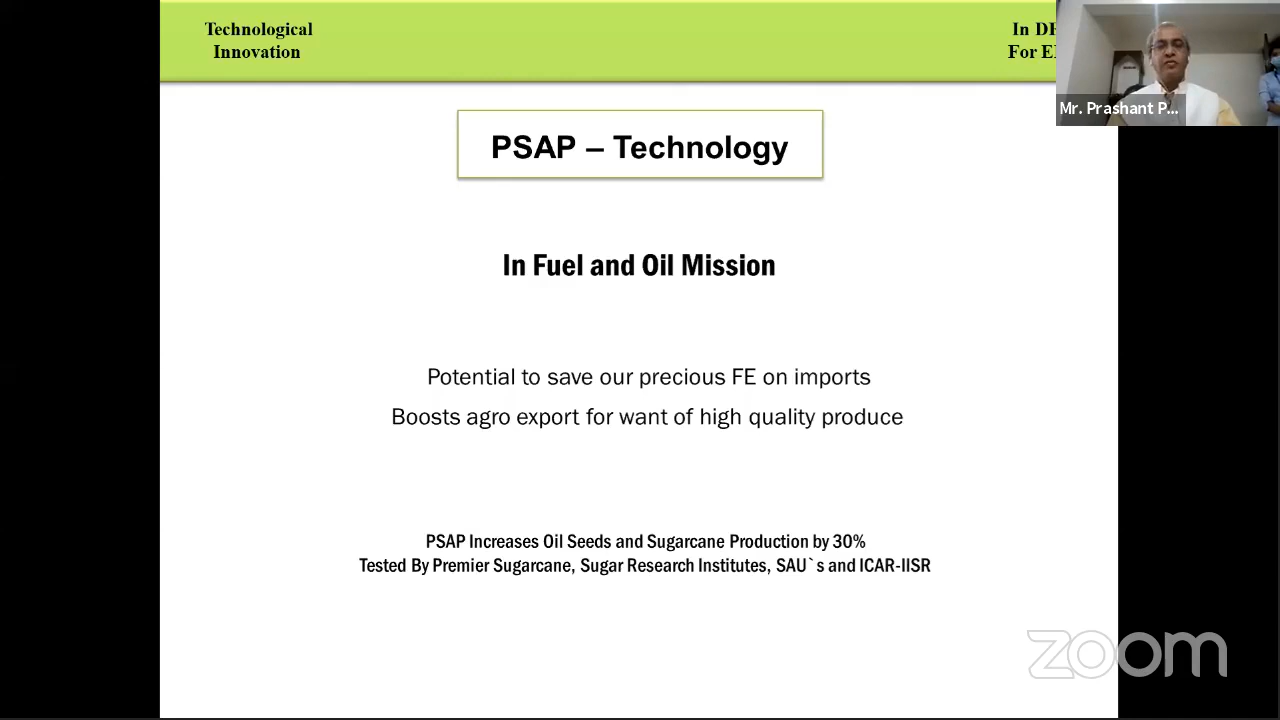 Technological
Innovation
In
For
Mr. Prashant P...
PSAP – Technology
In Fuel and Oil Mission
Potential to save our precious FE on imports
Boosts agro export for want of high quality produce
PSAP Increases Oil Seeds and Sugarcane Production by 30%
Tested By Premier Sugarcane, Sugar Research Institutes, SAU`s and ICAR-IISR
zoom